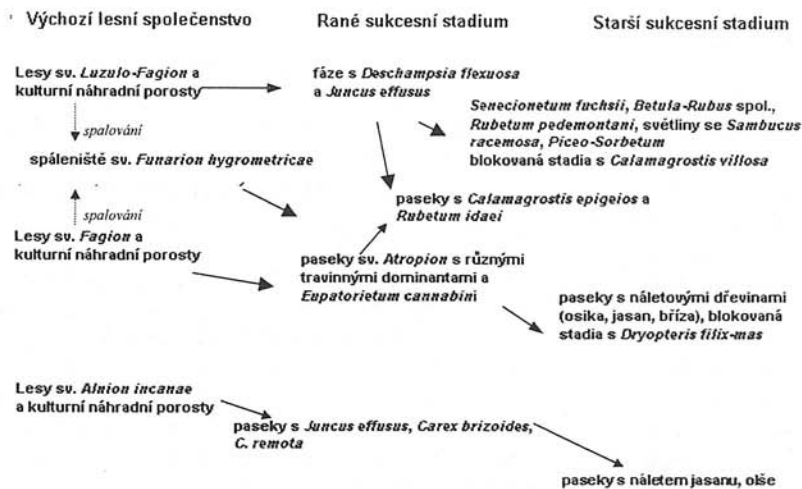 Výchozí lesní společenstvo
Rané sukcesní stadium
Starší sukcesní stadium
Lesy sv. Luzulo-Fagion a
kulturní náhradní porosty
fáze s Deschampsia flexuosa
a Juncus effusus
Senecionetum fuchsii, Betula-Rubus spol.,
Rubetum pedemontani, světliny se Sambucus
racemosa, Piceo-Sorbetum
blokovaná stadia s Calamagrostis villosa
spalování
spáleniště sv. Funarion hygrometricae
paseky s Calamagrostis epigeios a
Rubetum idaei
spalování
Lesy sv. Fagion a
kulturní náhradní porosty
paseky sv. Atropion s různými
travinnými dominantami a
Eupatorietum cannabini
paseky s náletovými dřevinami
(osika, jasan, bříza), blokovaná
stadia s Dryopteris filix-mas
Lesy sv. Alnion incanae
a kulturní náhradní porosty
paseky s Juncus effusus, Carex brizoides,
C. remota
paseky s náletem jasanu, olše